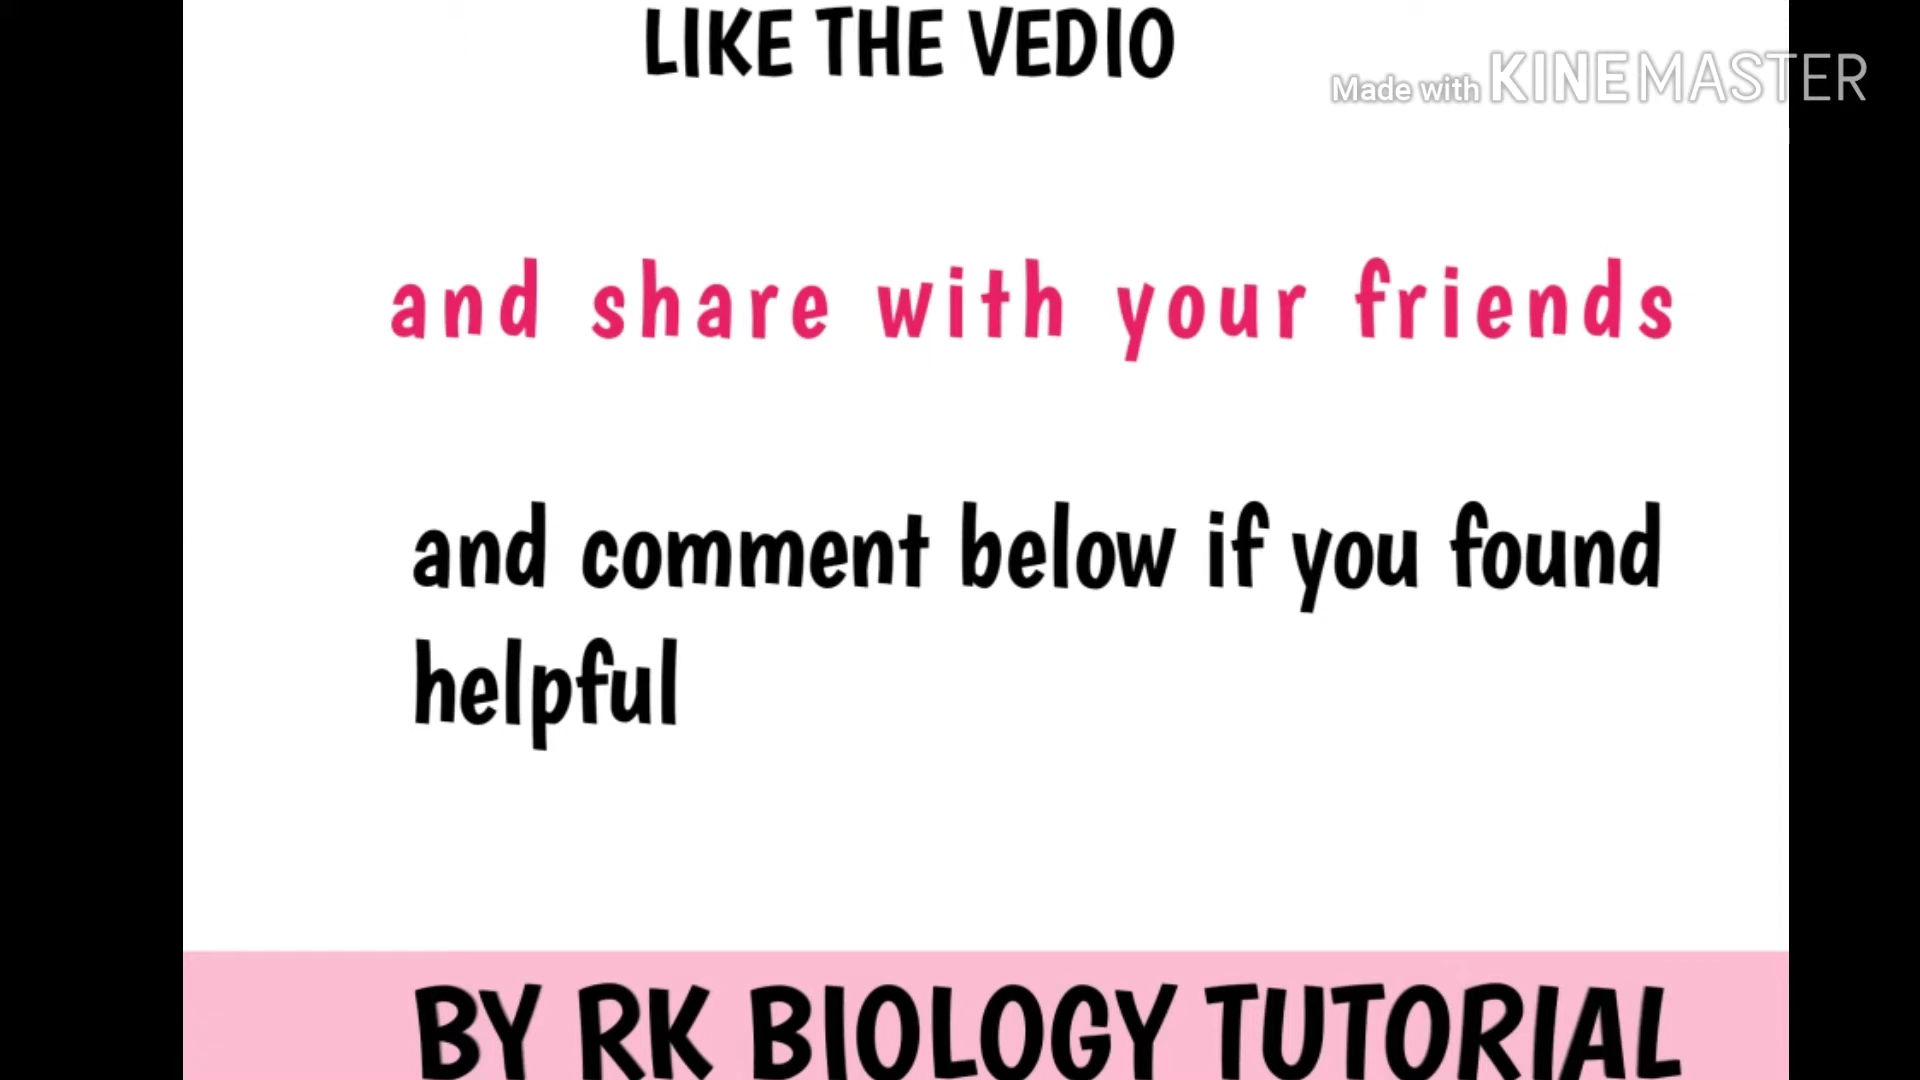 LIKE THE VEDIO
Made with KINEMASTER
and share with your friends
and comment below if you found
helpful
BY RK BIOLOGY TUTORIAL